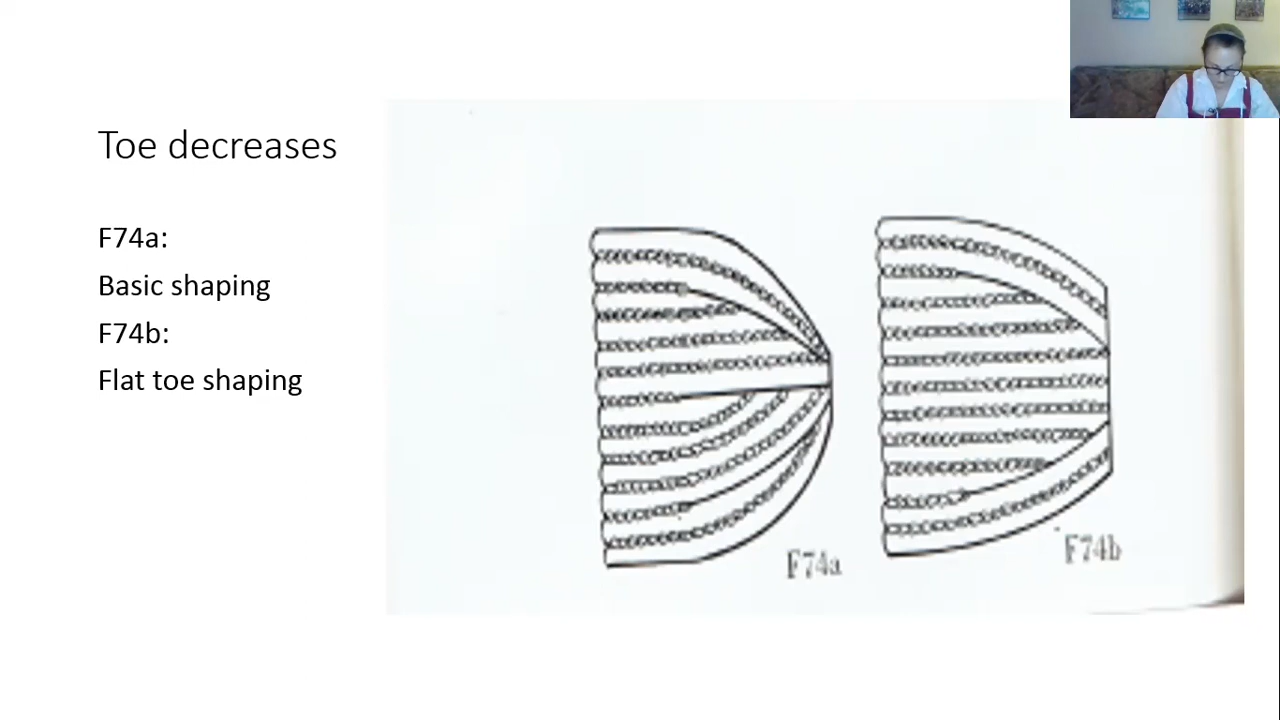 Toe decreases
F74a:
Basic shaping
F74b:
Flat toe shaping
F74a
F74b